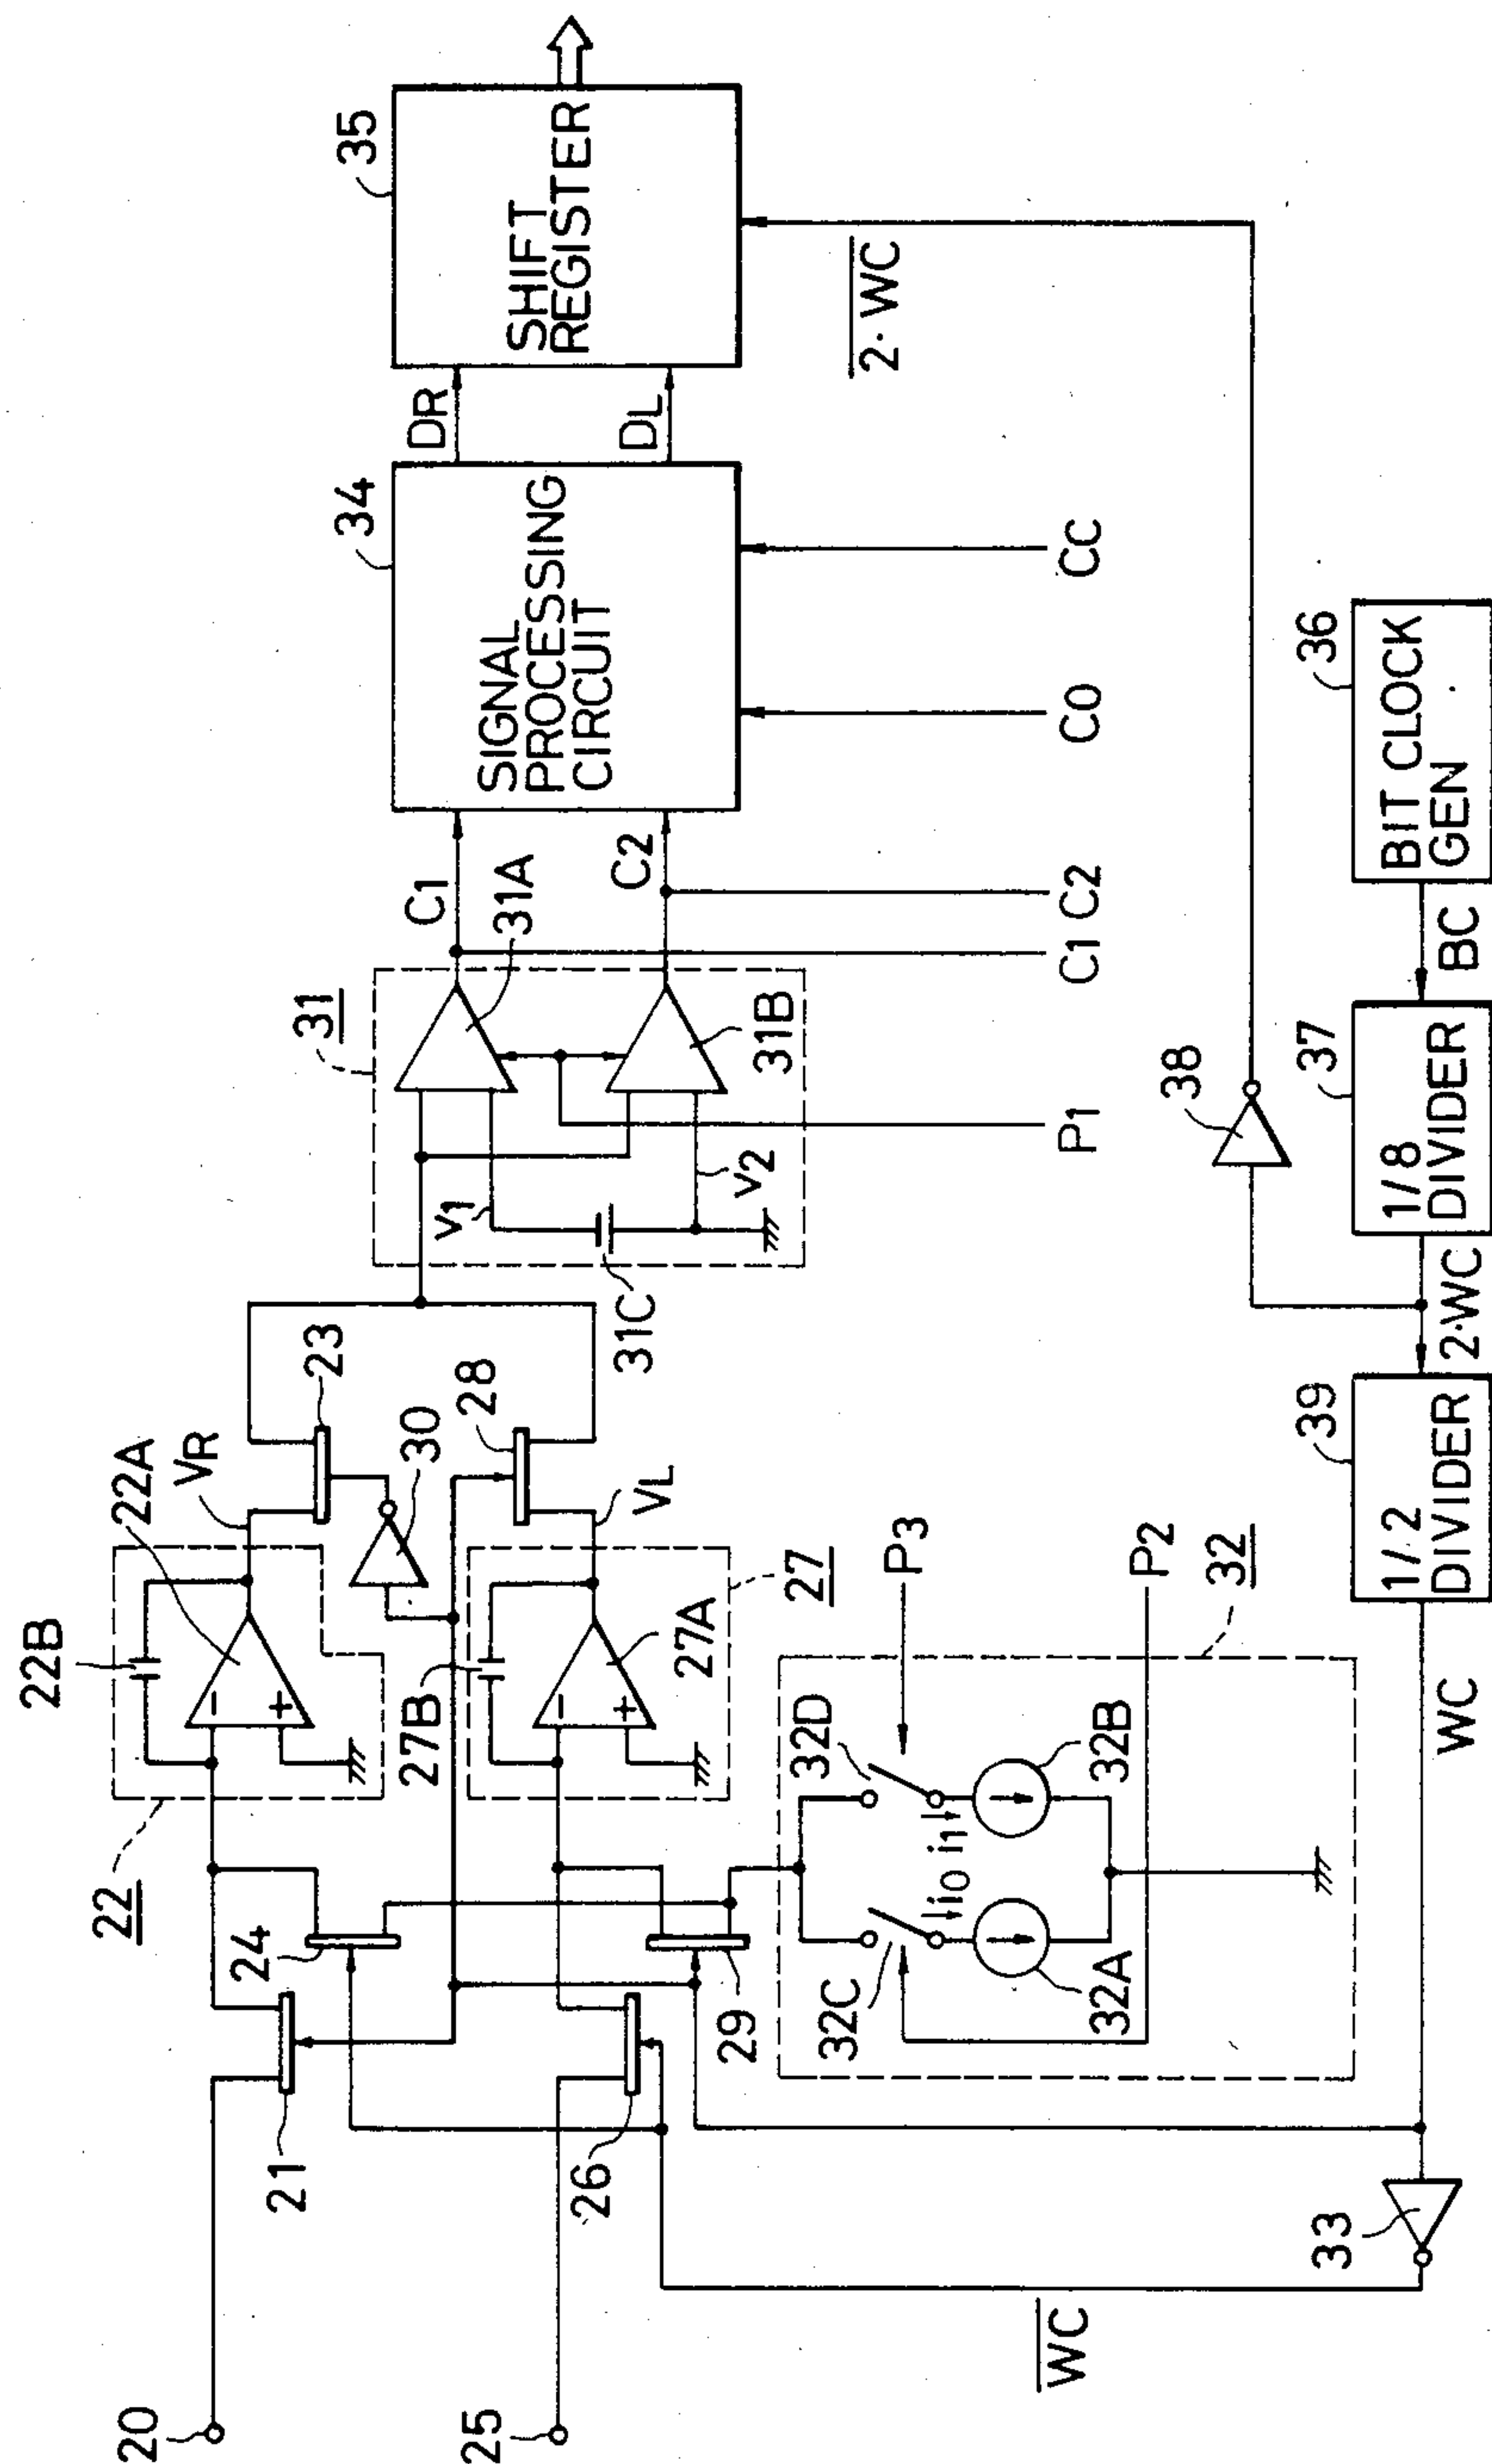 20
21
22
22B
22A
VR
23
24
25
26
27B
27A
27
VL
28
29
30
31
31A
31B
31C
V1
V2
P1
C1
C2
C1
C2
34
SIGNAL
PROCESSING
CIRCUIT
CO
CC
DR
DL
35
SHIFT
REGISTER
2·WC
32
32C
32D
i0
i1
32A
32B
P3
P2
33
WC
WC
39
1/2
DIVIDER
2·WC
38
37
1/8
DIVIDER
BC
36
BIT CLOCK
GEN